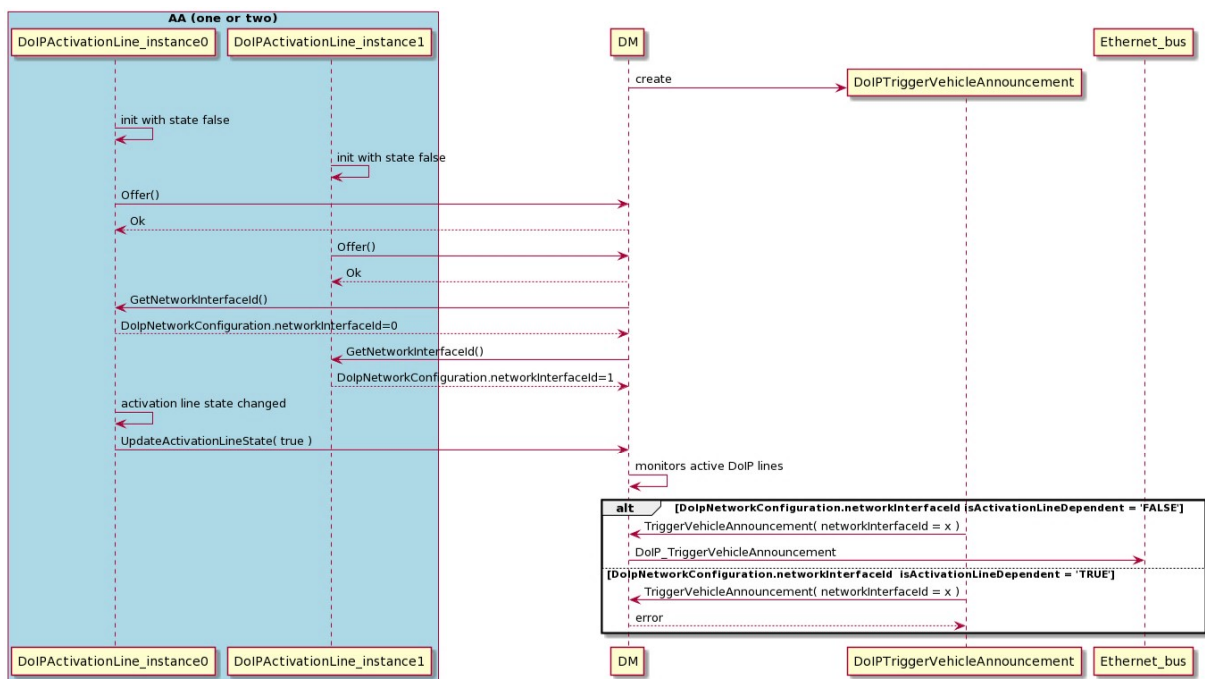 AA (one or two)
DoIPActivationLine_instance0
DoIPActivationLine_instance1
DM
Ethernet_bus
create
DoIPTriggerVehicleAnnouncement
init with state false
init with state false
Offer()
Ok
Offer()
Ok
GetNetworkInterfaceId()
DoIpNetworkConfiguration.networkInterfaceId=0
GetNetworkInterfaceId()
DoIpNetworkConfiguration.networkInterfaceId=1
activation line state changed
UpdateActivationLineState( true )
monitors active DoIP lines
alt [DoIpNetworkConfiguration.networkInterfaceId isActivationLineDependent = 'FALSE']
TriggerVehicleAnnouncement( networkInterfaceId = x )
DoIP_TriggerVehicleAnnouncement
[DoIpNetworkConfiguration.networkInterfaceId isActivationLineDependent = 'TRUE']
TriggerVehicleAnnouncement( networkInterfaceId = x )
error
DoIPActivationLine_instance0
DoIPActivationLine_instance1
DM
DoIPTriggerVehicleAnnouncement
Ethernet_bus